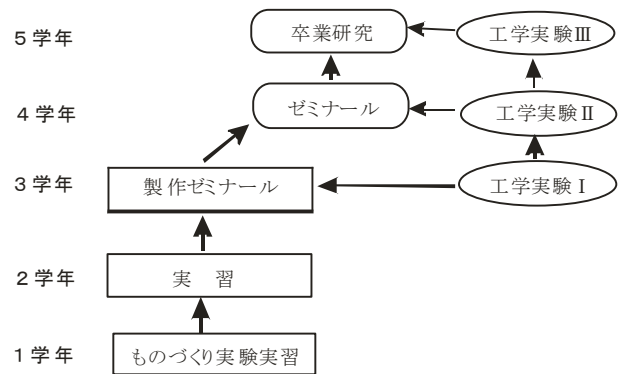 5学年
卒業研究
工学実験Ⅲ
4学年
ゼミナール
工学実験Ⅱ
3学年
製作ゼミナール
工学実験Ⅰ
2学年
実　習
1学年
ものづくり実験実習